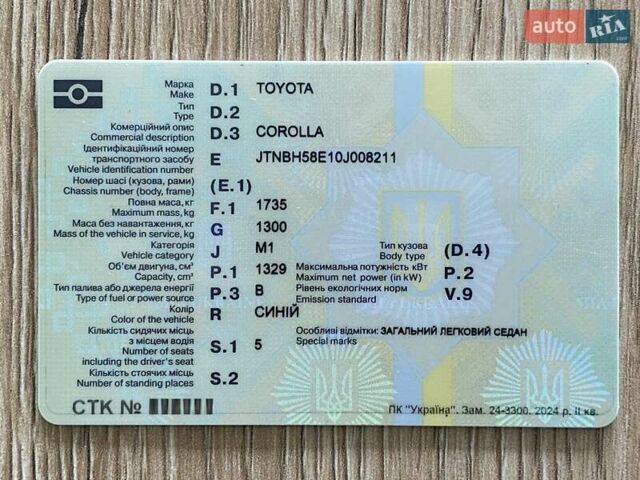 auto RIA .com
Марка
Make D.1 TOYOTA
Тип
Type D.2
Комерційний опис
Commercial description D.3 COROLLA
Ідентифікаційний номер
транспортного засобу E JTNBH58E10J008211
Vehicle identification number
Номер шасі (кузова, рами) (E.1)
Chassis number (body, frame)
Повна маса, кг F.1 1735
Maximum mass, kg
Маса без навантаження, кг G 1300
Mass of the vehicle in service, kg
Категорія J M1 Тип кузова (D.4)
Vehicle category Body type
Об'єм двигуна, см³ P.1 1329 Максимальна потужність кВт P.2
Capacity, cm³ Maximum net power (in kW)
Тип палива або джерела енергії P.3 B Рівень екологічних норм V.9
Type of fuel or power source Emission standard
Колір R СИНІЙ
Color of the vehicle
Кількість сидячих місць Особливі відмітки: ЗАГАЛЬНИЙ ЛЕГКОВИЙ СЕДАН
з місцем водія S.1 5 Special marks
Number of seats
including the driver's seat
Кількість стоячих місць S.2
Number of standing places
СТК №
ПК "Україна". Зам. 24-3300. 2024 р. II кв.